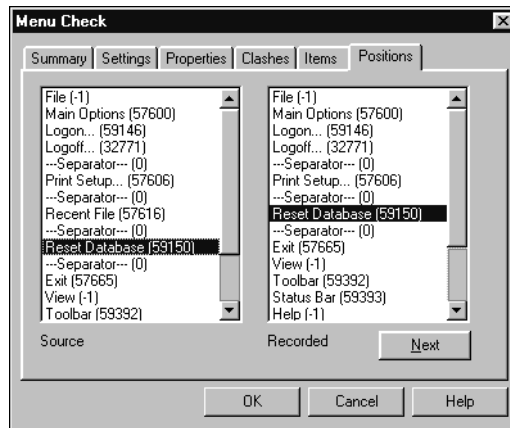 Menu Check
Summary Settings Properties Clashes Items Positions
File (-1)
Main Options (57600)
Logon... (59146)
Logoff... (32771)
---Separator--- (0)
Print Setup... (57606)
---Separator--- (0)
Recent File (57616)
---Separator--- (0)
Reset Database (59150)
---Separator--- (0)
Exit (57665)
View (-1)
Toolbar (59392)
Source
File (-1)
Main Options (57600)
Logon... (59146)
Logoff... (32771)
---Separator--- (0)
Print Setup... (57606)
---Separator--- (0)
Reset Database (59150)
---Separator--- (0)
Exit (57665)
View (-1)
Toolbar (59392)
Status Bar (59393)
Help (-1)
Recorded
Next
OK Cancel Help